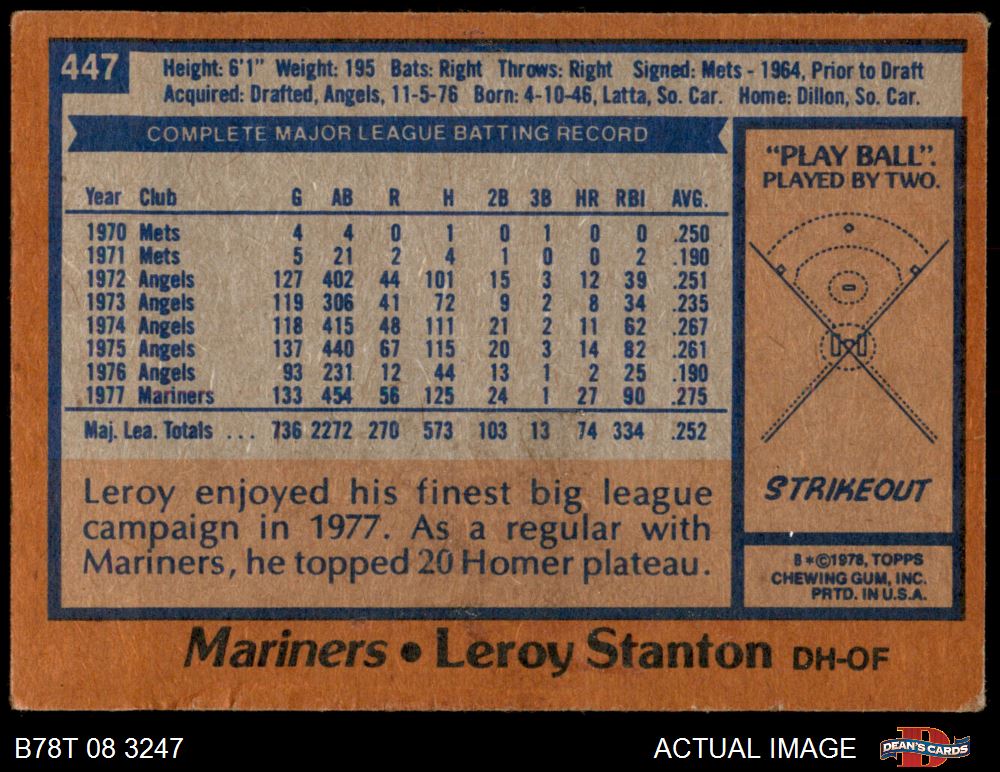 447
Height: 6'1" Weight: 195 Bats: Right Throws: Right Signed: Mets - 1964, Prior to Draft
Acquired: Drafted, Angels, 11-5-76 Born: 4-10-46, Latta, So. Car. Home: Dillon, So. Car.
COMPLETE MAJOR LEAGUE BATTING RECORD
Year Club G AB R H 2B 3B HR RBI AVG.
1970 Mets 4 4 0 1 0 1 0 0 .250
1971 Mets 5 21 2 4 1 0 0 2 .190
1972 Angels 127 402 44 101 15 3 12 39 .251
1973 Angels 119 306 41 72 9 2 8 34 .235
1974 Angels 118 415 48 111 21 2 11 62 .267
1975 Angels 137 440 67 115 20 3 14 82 .261
1976 Angels 93 231 12 44 13 1 2 25 .190
1977 Mariners 133 454 56 125 24 1 27 90 .275
Maj. Lea. Totals ... 736 2272 270 573 103 13 74 334 .252
Leroy enjoyed his finest big league
campaign in 1977. As a regular with
Mariners, he topped 20 Homer plateau.
"PLAY BALL".
PLAYED BY TWO.
STRIKEOUT
B*©1978, TOPPS
CHEWING GUM, INC.
PRTD. IN U.S.A.
Mariners • Leroy Stanton DH-OF
B78T 08 3247
ACTUAL IMAGE
D
DEAN'S CARDS